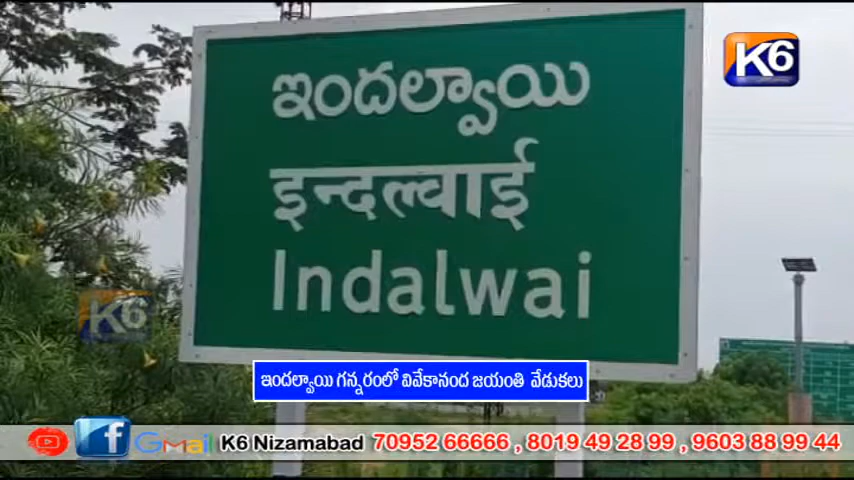 K6
ఇందల్వాయి
इन्दल्वाई
Indalwai
K6
ఇందల్వాయి గన్నరంలో వివేకానంద జయంతి వేడుకలు
Gmail K6 Nizamabad 70952 66666 , 8019 49 28 99 , 9603 88 99 44